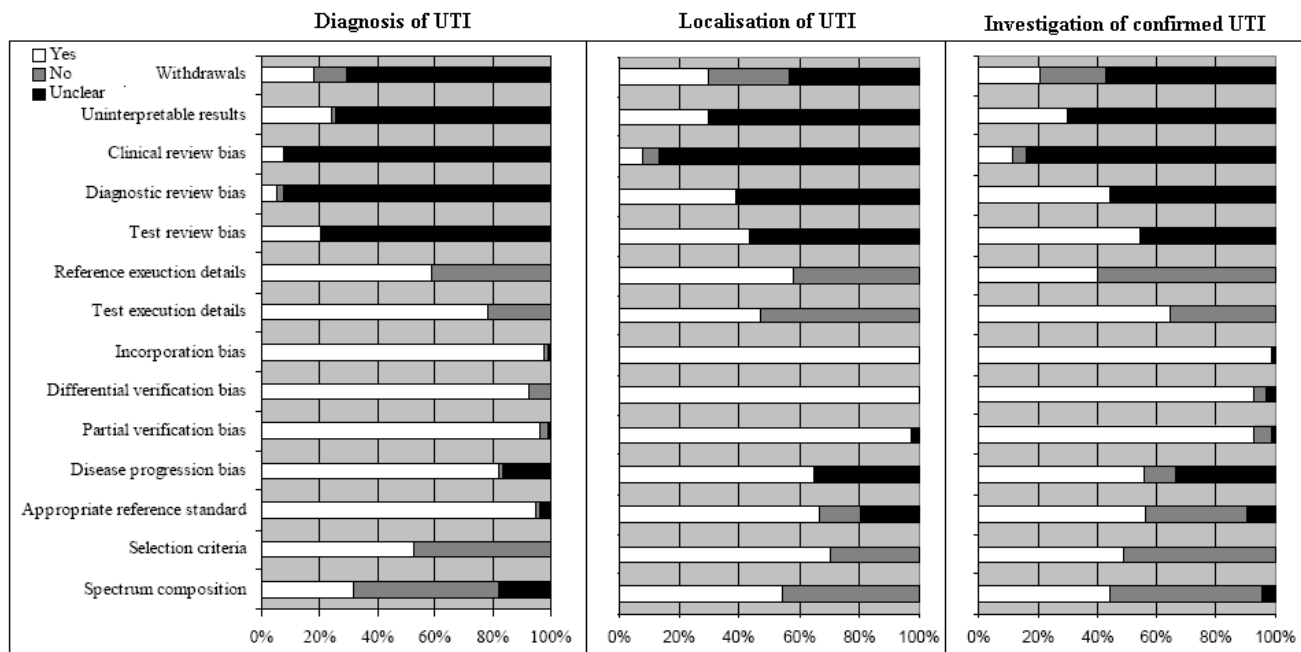 Diagnosis of UTI
Localisation of UTI
Investigation of confirmed UTI
Yes
No
Unclear
Withdrawals
Uninterpretable results
Clinical review bias
Diagnostic review bias
Test review bias
Reference exeuction details
Test execution details
Incorporation bias
Differential verification bias
Partial verification bias
Disease progression bias
Appropriate reference standard
Selection criteria
Spectrum composition
0% 20% 40% 60% 80% 100%
0% 20% 40% 60% 80% 100%
0% 20% 40% 60% 80% 100%